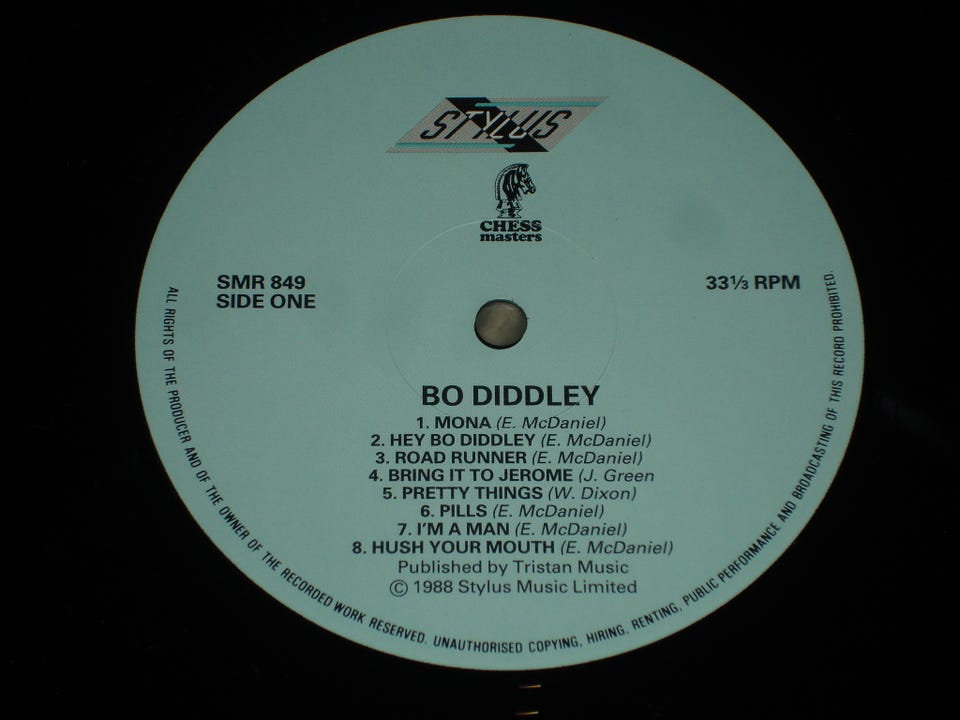 STYLUS
CHESS
masters
SMR 849
SIDE ONE
33⅓ RPM
BO DIDDLEY
1. MONA (E. McDaniel)
2. HEY BO DIDDLEY (E. McDaniel)
3. ROAD RUNNER (E. McDaniel)
4. BRING IT TO JEROME (J. Green
5. PRETTY THINGS (W. Dixon)
6. PILLS (E. McDaniel)
7. I'M A MAN (E. McDaniel)
8. HUSH YOUR MOUTH (E. McDaniel)
Published by Tristan Music
© 1988 Stylus Music Limited
ALL RIGHTS OF THE PRODUCER AND OF THE OWNER OF THE RECORDED WORK RESERVED. UNAUTHORISED COPYING, HIRING, RENTING, PUBLIC PERFORMANCE AND BROADCASTING OF THIS RECORD PROHIBITED.